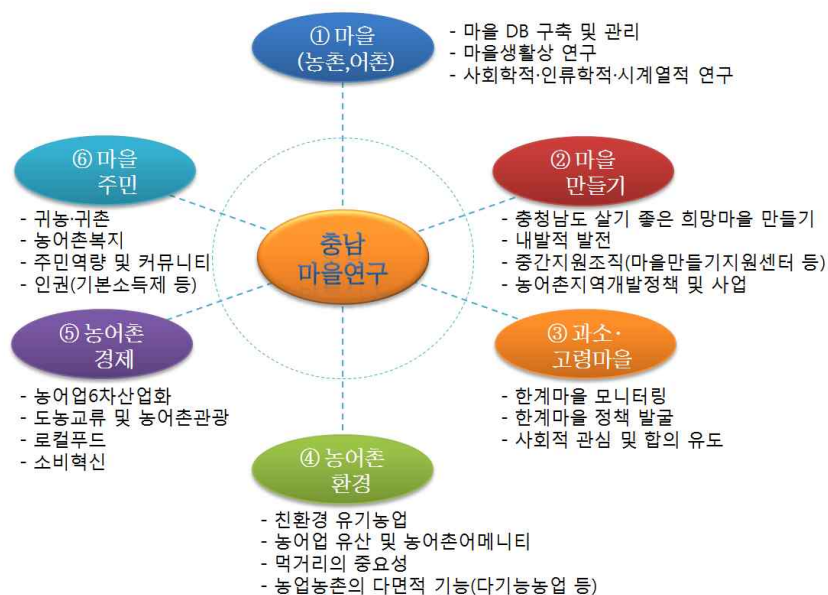 ① 마을
(농촌,어촌)
- 마을 DB 구축 및 관리
- 마을생활상 연구
- 사회학적·인류학적·시계열적 연구
② 마을
만들기
- 충청남도 살기 좋은 희망마을 만들기
- 내발적 발전
- 중간지원조직(마을만들기지원센터 등)
- 농어촌지역개발정책 및 사업
③ 과소·
고령마을
- 한계마을 모니터링
- 한계마을 정책 발굴
- 사회적 관심 및 합의 유도
④ 농어촌
환경
- 친환경 유기농업
- 농어업 유산 및 농어촌어메니티
- 먹거리의 중요성
- 농업농촌의 다면적 기능(다기능농업 등)
⑤ 농어촌
경제
- 농어업6차산업화
- 도농교류 및 농어촌관광
- 로컬푸드
- 소비혁신
⑥ 마을
주민
- 귀농·귀촌
- 농어촌복지
- 주민역량 및 커뮤니티
- 인권(기본소득제 등)
충남
마을연구